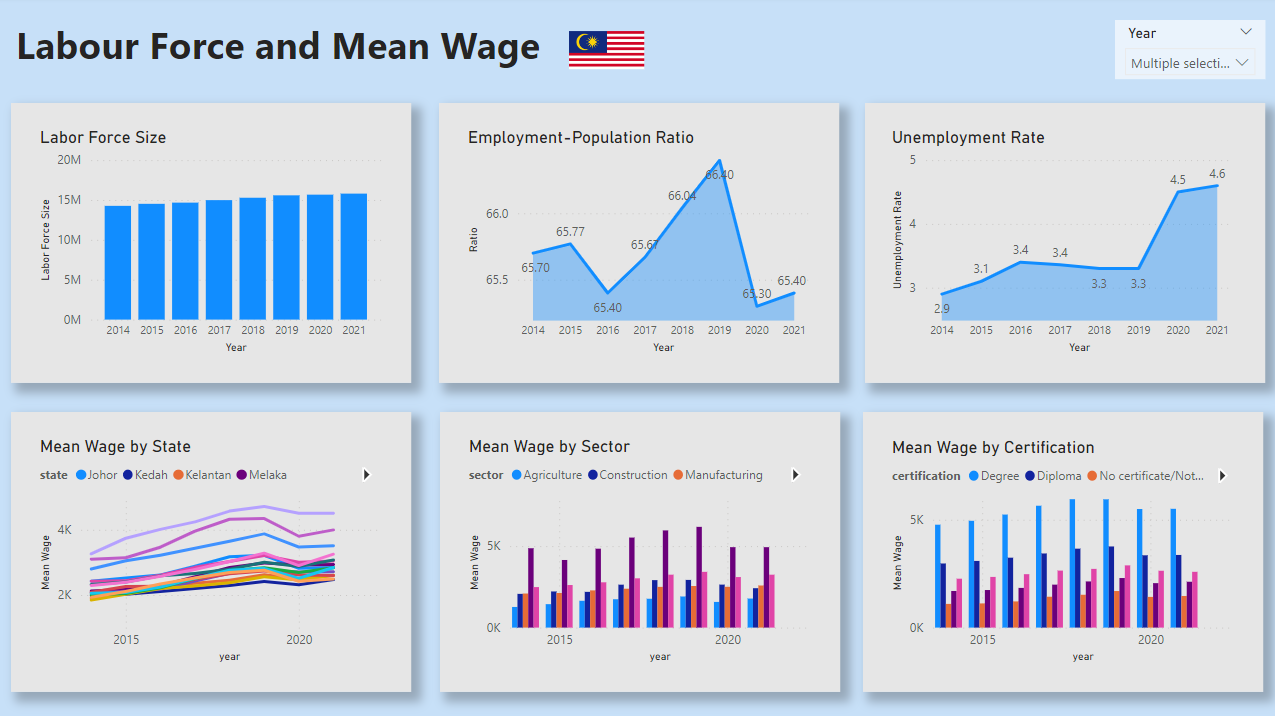 Labour Force and Mean Wage
Year
Multiple selecti...
Labor Force Size
20M
15M
10M
5M
0M
Labor Force Size
2014 2015 2016 2017 2018 2019 2020 2021
Year
Employment-Population Ratio
66.40
66.04
66.0
65.77
65.67
65.70
65.5
65.40
65.30
65.40
Ratio
2014 2015 2016 2017 2018 2019 2020 2021
Year
Unemployment Rate
5
4.6
4.5
4
3.4
3.4
3.1
3.3
3.3
3
2.9
Unemployment Rate
2014 2015 2016 2017 2018 2019 2020 2021
Year
Mean Wage by State
state Johor Kedah Kelantan Melaka
4K
2K
Mean Wage
2015 2020
year
Mean Wage by Sector
sector Agriculture Construction Manufacturing
5K
0K
Mean Wage
2015 2020
year
Mean Wage by Certification
certification Degree Diploma No certificate/Not...
5K
0K
Mean Wage
2015 2020
year